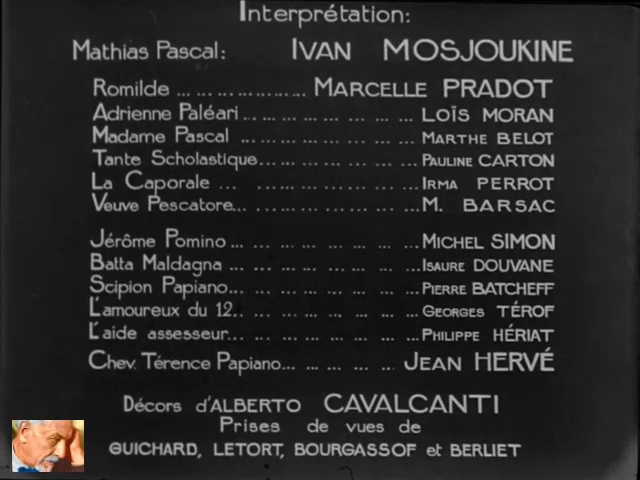 Interprétation:
Mathias Pascal: IVAN MOSJOUKINE
Romilde ... ... ... ... ... ... MARCELLE PRADOT
Adrienne Paléari... ... ... ... ... ... ... LOÏS MORAN
Madame Pascal ... ... ... ... ... ... ... MARTHE BELOT
Tante Scholastique... ... ... ... ... ... PAULINE CARTON
La Caporale ... ... ... ... ... ... ... IRMA PERROT
Veuve Pescatore... ... ... ... ... ... ... M. BARSAC
Jérôme Pomino ... ... ... ... ... ... ... MICHEL SIMON
Batta Maldagna ... ... ... ... ... ... ... ISAURE DOUVANE
Scipion Papiano... ... ... ... ... ... ... PIERRE BATCHEFF
L'amoureux du 12... ... ... ... ... ... ... GEORGES TÉROF
L'aide assesseur... ... ... ... ... ... ... PHILIPPE HÉRIAT
Chev. Térence Papiano... ... ... ... ... JEAN HERVÉ
Décors d'ALBERTO CAVALCANTI
Prises de vues de
GUICHARD, LETORT, BOURGASSOF et BERLIET